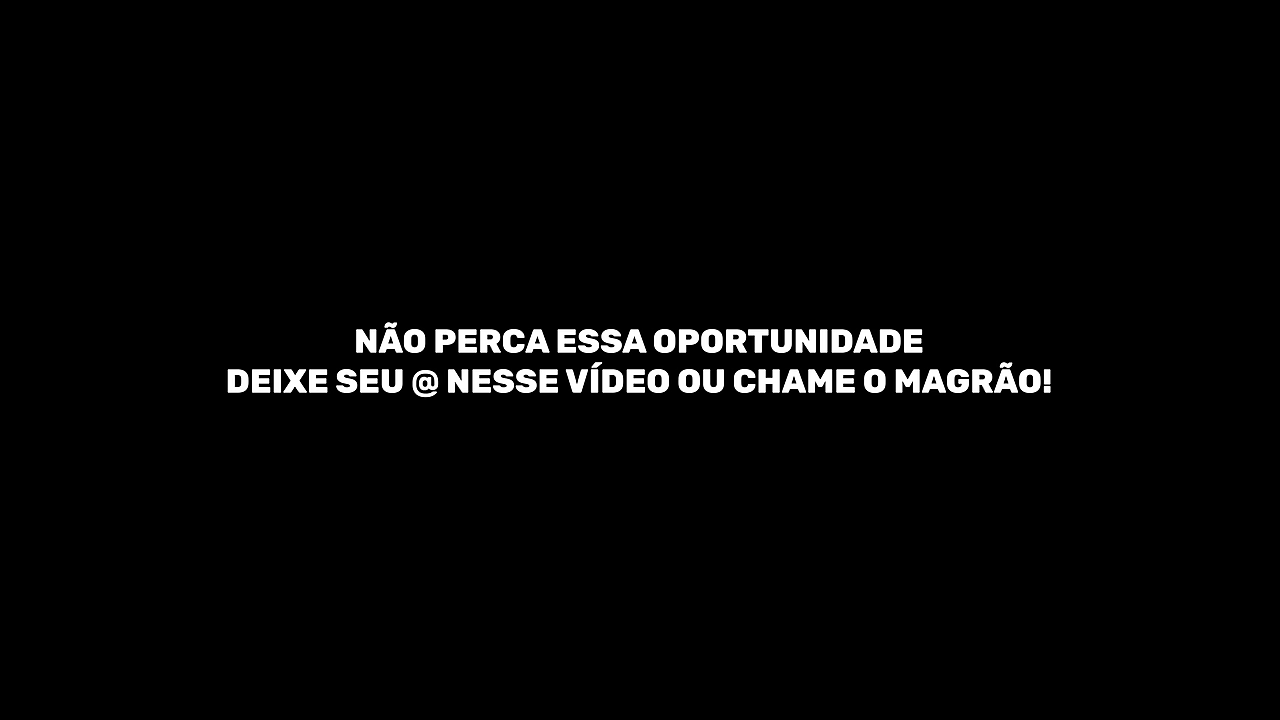 NÃO PERCA ESSA OPORTUNIDADE
DEIXE SEU @ NESSE VÍDEO OU CHAME O MAGRÃO!